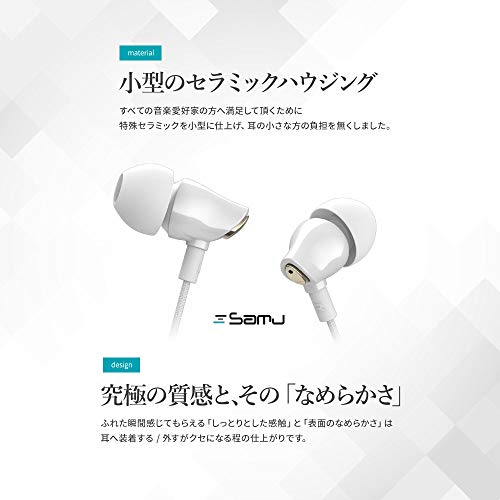 material
小型のセラミックハウジング
すべての音楽愛好家の方へ満足して頂くために
特殊セラミックを小型に仕上げ、耳の小さな方の負担を無くしました。
Samu
design
究極の質感と、その「なめらかさ」
ふれた瞬間感じてもらえる「しっとりとした感触」と「表面のなめらかさ」は
耳へ装着する / 外すがクセになる程の仕上がりです。